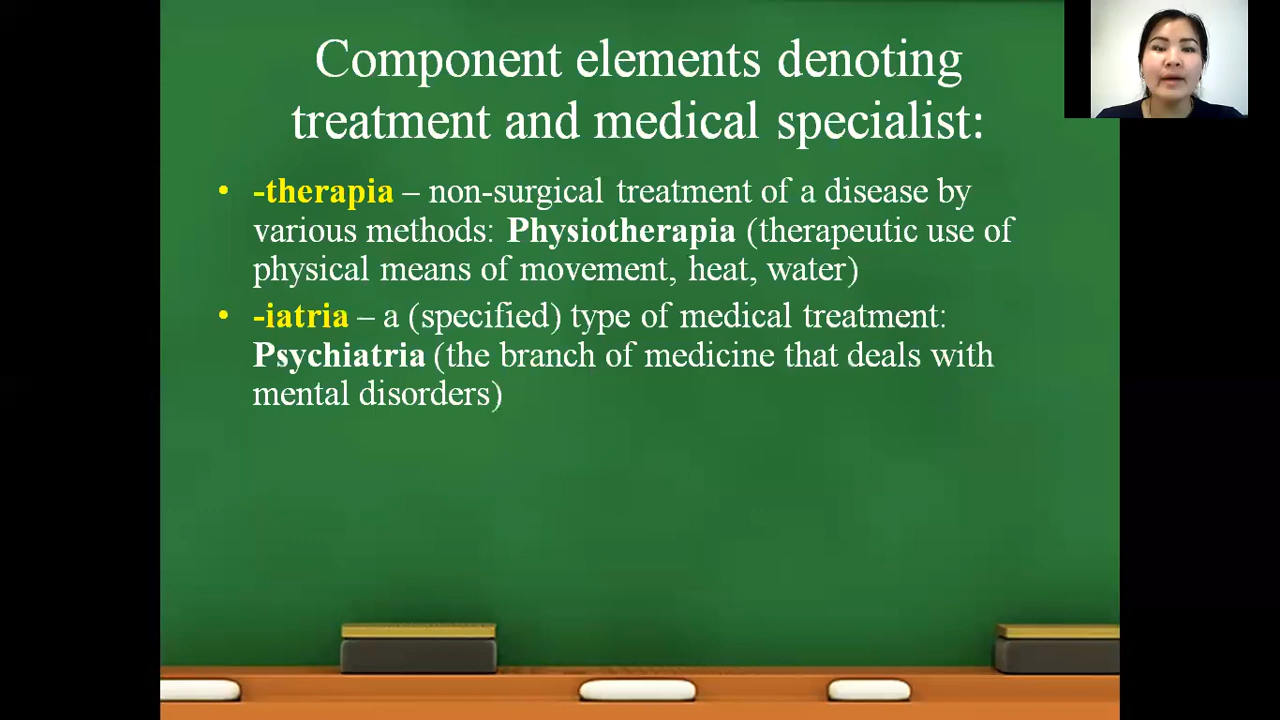 Component elements denoting
treatment and medical specialist:
• -therapia – non-surgical treatment of a disease by
various methods: Physiotherapia (therapeutic use of
physical means of movement, heat, water)
• -iatria – a (specified) type of medical treatment:
Psychiatria (the branch of medicine that deals with
mental disorders)